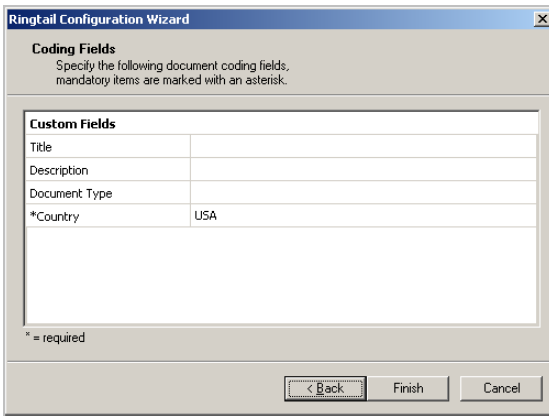 Ringtail Configuration Wizard
Coding Fields
Specify the following document coding fields,
mandatory items are marked with an asterisk.
Custom Fields
Title
Description
Document Type
*Country USA
* = required
< Back Finish Cancel